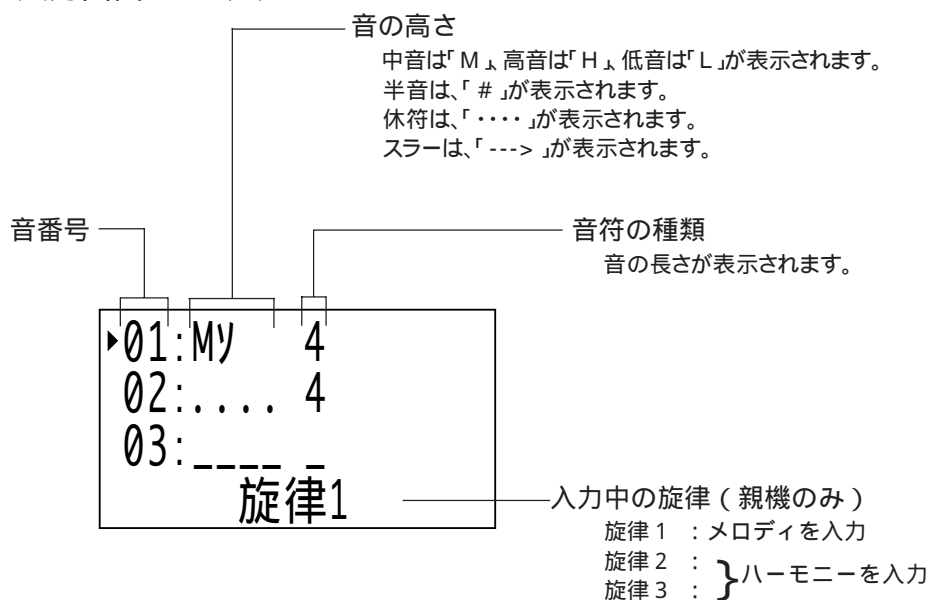 音の高さ
中音は「M」、高音は「H」、低音は「L」が表示されます。
半音は、「#」が表示されます。
休符は、「・・・・」が表示されます。
スラーは、「--->」が表示されます。
音番号
音符の種類
音の長さが表示されます。
▶01:Mソ 4
02:.... 4
03:____ _
旋律1
入力中の旋律(親機のみ)
旋律1 :メロディを入力
旋律2 :
}ハーモニーを入力
旋律3 :